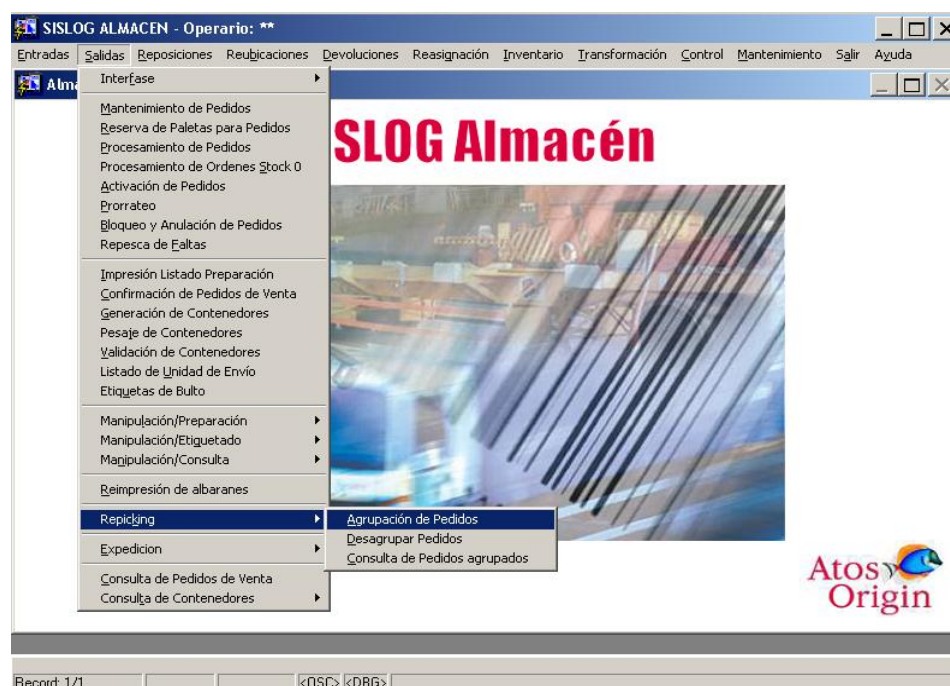 SISLOG ALMACEN - Operario: **
Entradas Salidas Reposiciones Reubicaciones Devoluciones Reasignación Inventario Transformación Control Mantenimiento Salir Ayuda
Alma
SLOG Almacén
Interfase
Mantenimiento de Pedidos
Reserva de Paletas para Pedidos
Procesamiento de Pedidos
Procesamiento de Ordenes Stock 0
Activación de Pedidos
Prorrateo
Bloqueo y Anulación de Pedidos
Repesca de Faltas
Impresión Listado Preparación
Confirmación de Pedidos de Venta
Generación de Contenedores
Pesaje de Contenedores
Validación de Contenedores
Listado de Unidad de Envío
Etiquetas de Bulto
Manipulación/Preparación
Manipulación/Etiquetado
Manipulación/Consulta
Reimpresión de albaranes
Repicking
Agrupación de Pedidos
Desagrupar Pedidos
Consulta de Pedidos agrupados
Expedicion
Consulta de Pedidos de Venta
Consulta de Contenedores
Atos
Origin
Record: 1/1 <OSC> <DBG>